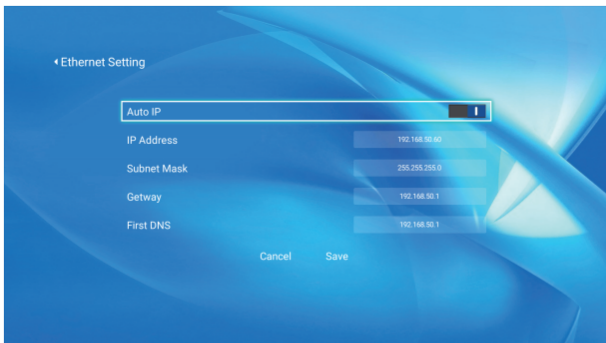 Ethernet Setting
Auto IP
IP Address 192.168.50.60
Subnet Mask 255.255.255.0
Getway 192.168.50.1
First DNS 192.168.50.1
Cancel Save